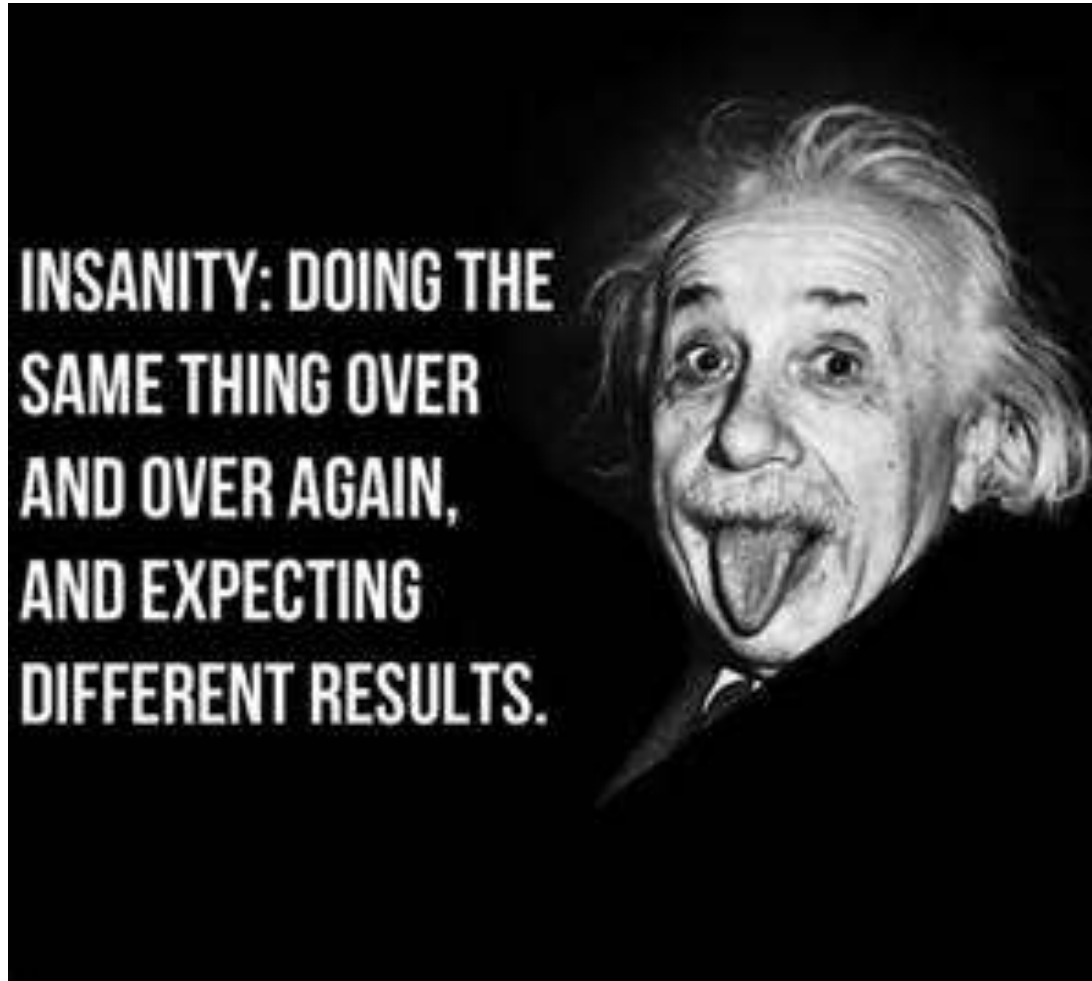 INSANITY: DOING THE
SAME THING OVER
AND OVER AGAIN,
AND EXPECTING
DIFFERENT RESULTS.